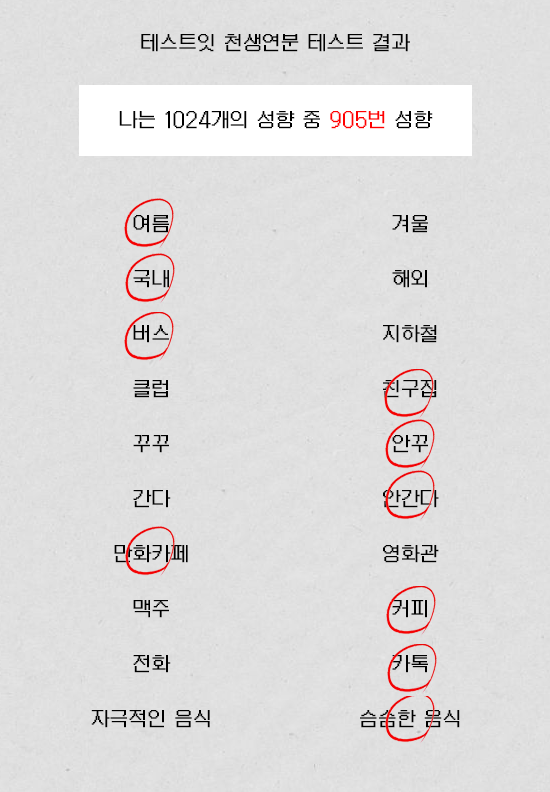 테스트잇 천생연분 테스트 결과
나는 1024개의 성향 중 905번 성향
여름 겨울
국내 해외
버스 지하철
클럽 친구집
꾸꾸 안꾸
간다 안간다
만화카페 영화관
맥주 커피
전화 카톡
자극적인 음식 슴슴한 음식